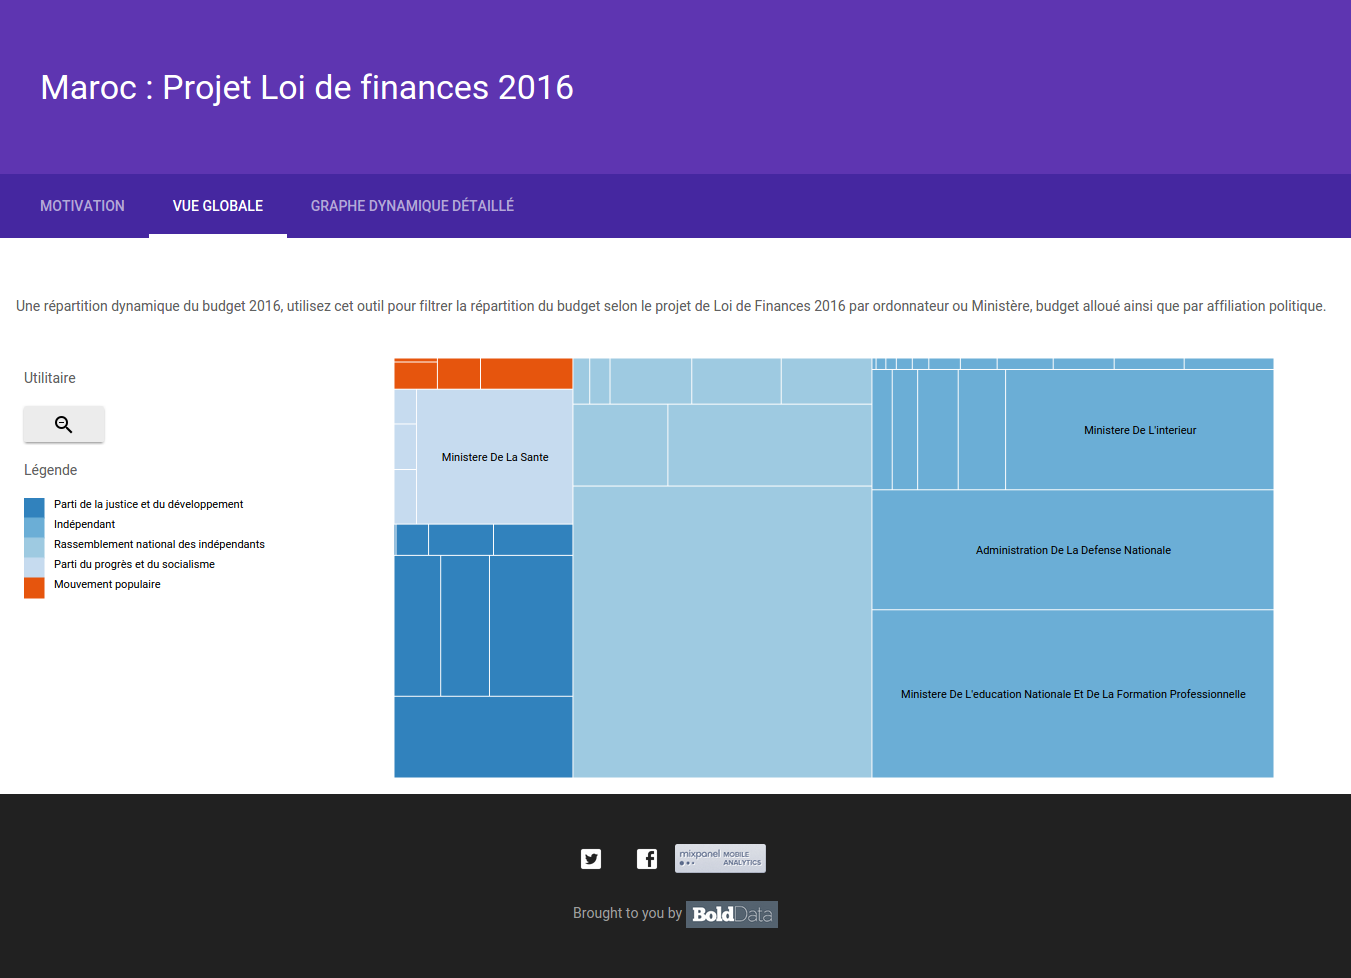 Maroc : Projet Loi de finances 2016
MOTIVATION
VUE GLOBALE
GRAPHE DYNAMIQUE DÉTAILLÉ
Une répartition dynamique du budget 2016, utilisez cet outil pour filtrer la répartition du budget selon le projet de Loi de Finances 2016 par ordonnateur ou Ministère, budget alloué ainsi que par affiliation politique.
Utilitaire
Légende
Parti de la justice et du développement
Indépendant
Rassemblement national des indépendants
Parti du progrès et du socialisme
Mouvement populaire
Ministere De La Sante
Ministere De L'interieur
Administration De La Defense Nationale
Ministere De L'education Nationale Et De La Formation Professionnelle
mixpanel MOBILE
ANALYTICS
Brought to you by BoldData